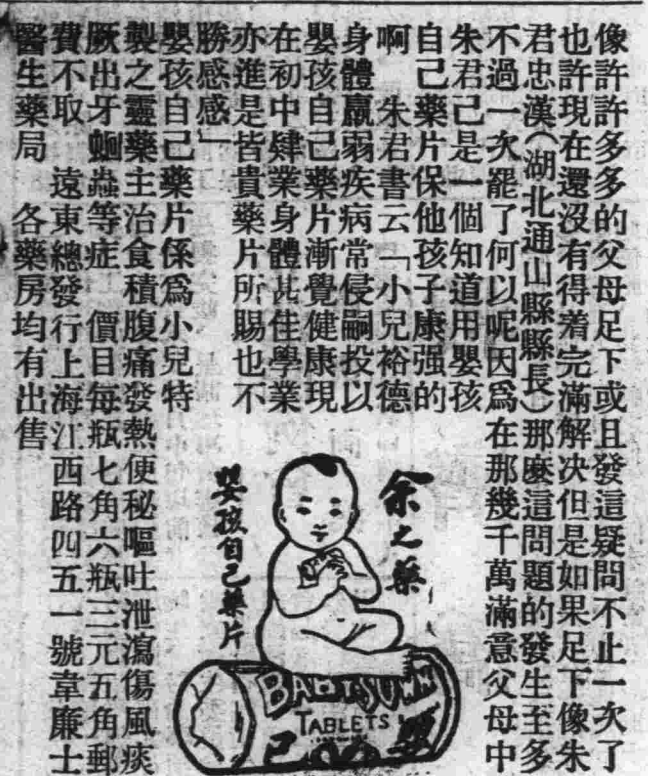 像許許多多的父母足下或且發這疑問不止一次了
也許現在還沒有得着完滿解決但是如果足下像朱
君忠漢(湖北通山縣縣長)那麽這問題的發生至多
不過一次罷了何以呢因爲在那幾千萬滿意父母中
朱君己是一個知道用嬰孩
自己藥片保他孩子康强的
啊　朱君書云「小兒裕德
身體羸弱疾病常侵嗣投以
嬰孩自己藥片漸覺健康現
在初中肄業身體甚佳學業
亦進是皆貴藥片所賜也不
勝感感」
嬰孩自己藥片係爲小兒特
製之靈藥主治食積腹痛發熱便秘嘔吐泄瀉傷風痰
厥出牙蛔蟲等症　價目每瓶七角六瓶三元五角郵
費不取　遠東總發行上海江西路四五一號韋廉士
醫生藥局　各藥房均有出售
余之藥
嬰孩自己藥片
BABY'S OWN
TABLETS
嬰
己